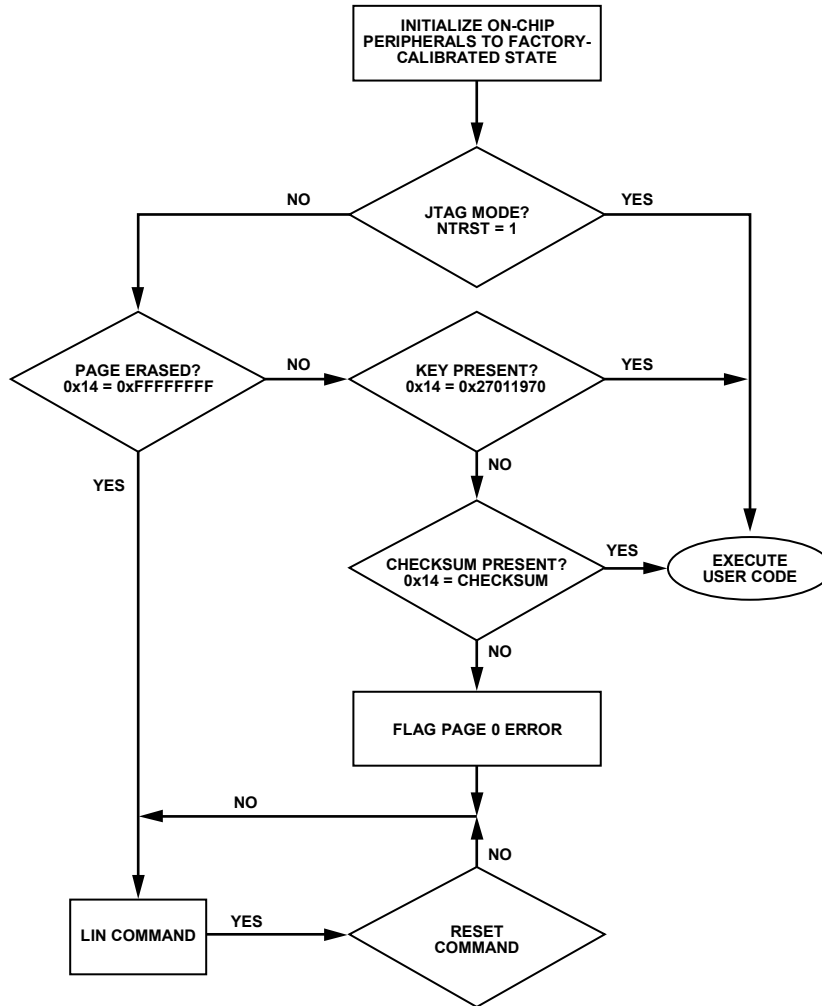 INITIALIZE ON-CHIP
PERIPHERALS TO FACTORY-
CALIBRATED STATE
NO
YES
JTAG MODE?
NTRST = 1
PAGE ERASED?
0x14 = 0xFFFFFFFF
NO
KEY PRESENT?
0x14 = 0x27011970
YES
NO
YES
CHECKSUM PRESENT?
0x14 = CHECKSUM
YES
EXECUTE
USER CODE
NO
FLAG PAGE 0 ERROR
NO
NO
LIN COMMAND
YES
RESET
COMMAND